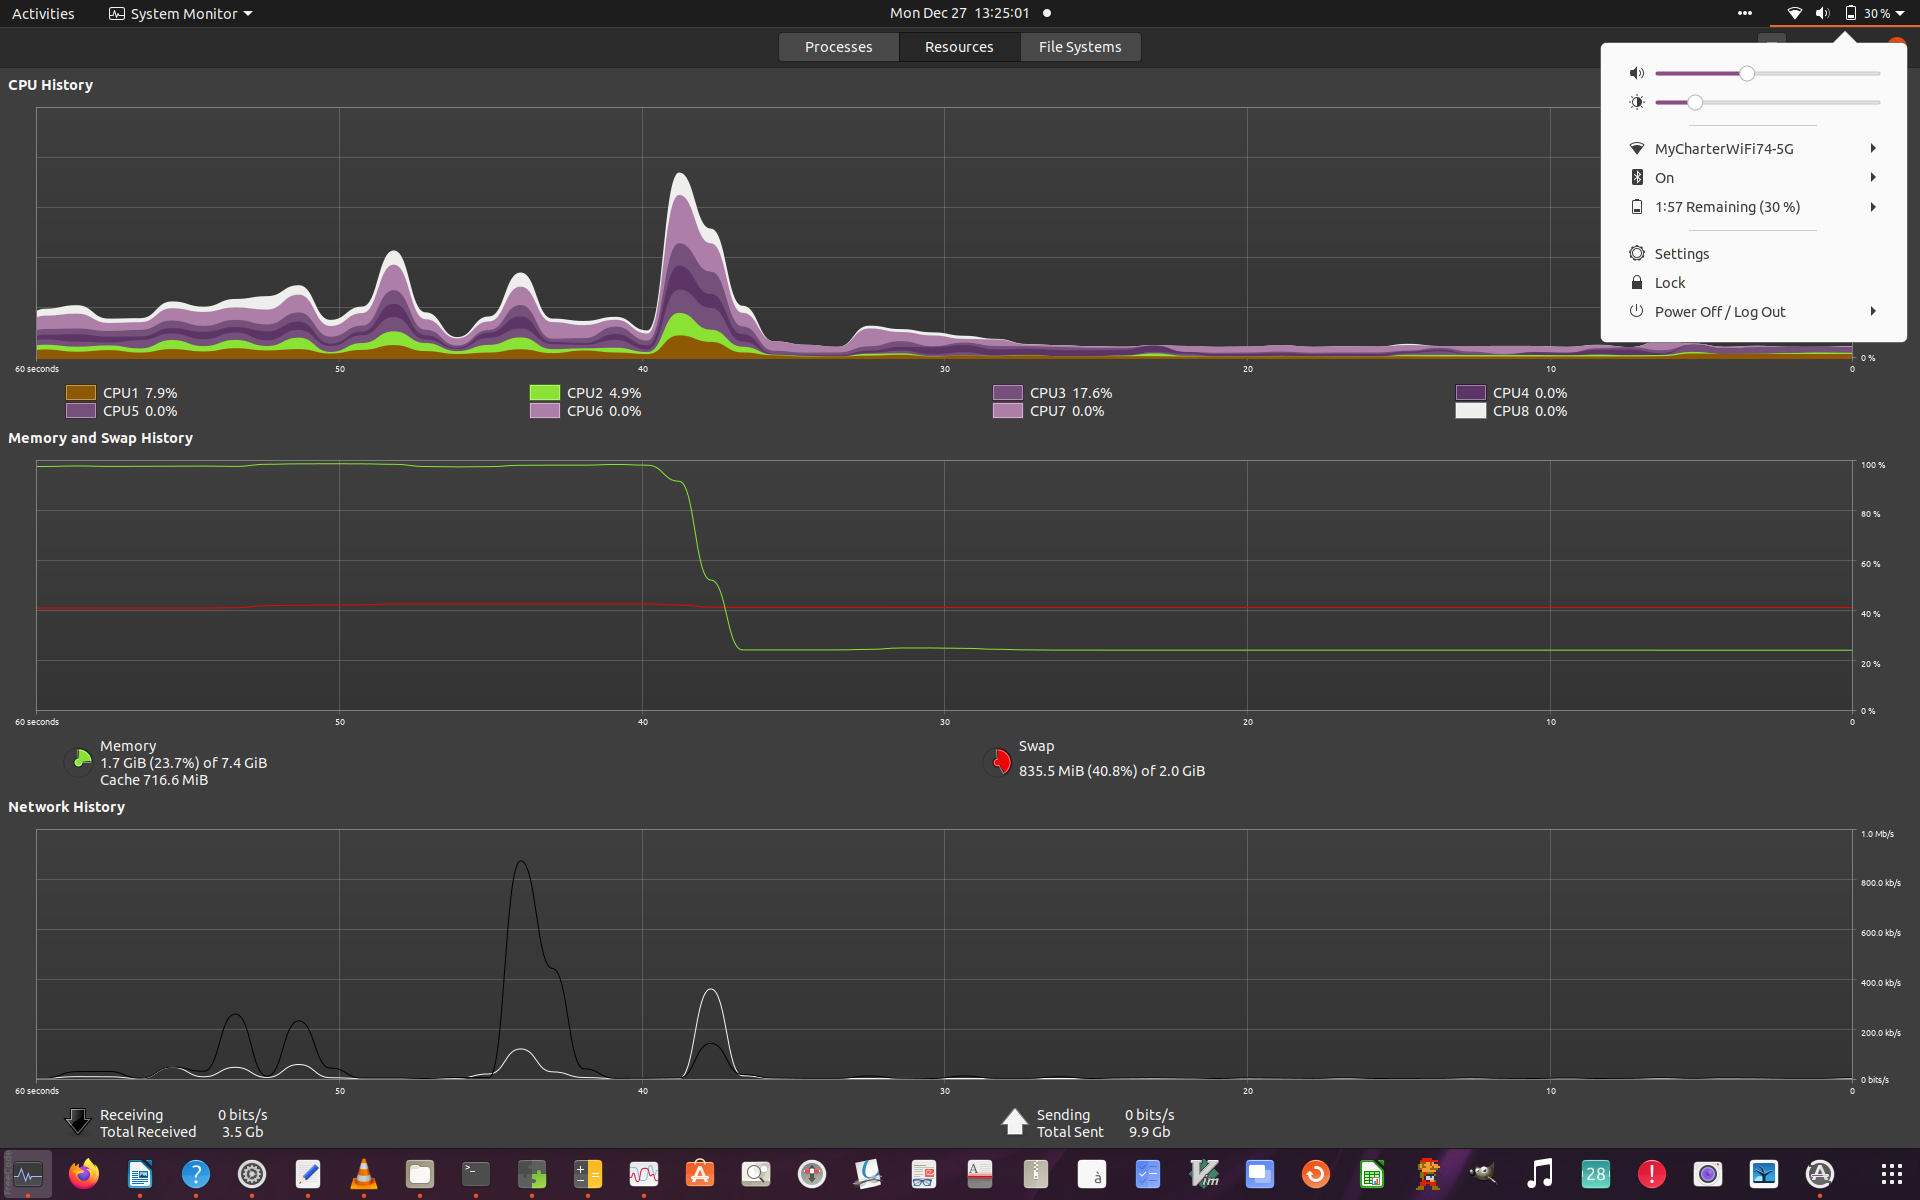 Activities
System Monitor
Mon Dec 27 13:25:01
30 %
Processes
Resources
File Systems
MyCharterWiFi74-5G
On
1:57 Remaining (30 %)
Settings
Lock
Power Off / Log Out
CPU History
0 %
60 seconds 50 40 30 20 10 0
CPU1 7.9% CPU2 4.9% CPU3 17.6% CPU4 0.0%
CPU5 0.0% CPU6 0.0% CPU7 0.0% CPU8 0.0%
Memory and Swap History
100 %
80 %
60 %
40 %
20 %
0 %
60 seconds 50 40 30 20 10 0
Memory
1.7 GiB (23.7%) of 7.4 GiB
Cache 716.6 MiB
Swap
835.5 MiB (40.8%) of 2.0 GiB
Network History
1.0 Mb/s
800.0 kb/s
600.0 kb/s
400.0 kb/s
200.0 kb/s
0 bits/s
60 seconds 50 40 30 20 10 0
Receiving 0 bits/s
Total Received 3.5 Gb
Sending 0 bits/s
Total Sent 9.9 Gb
28